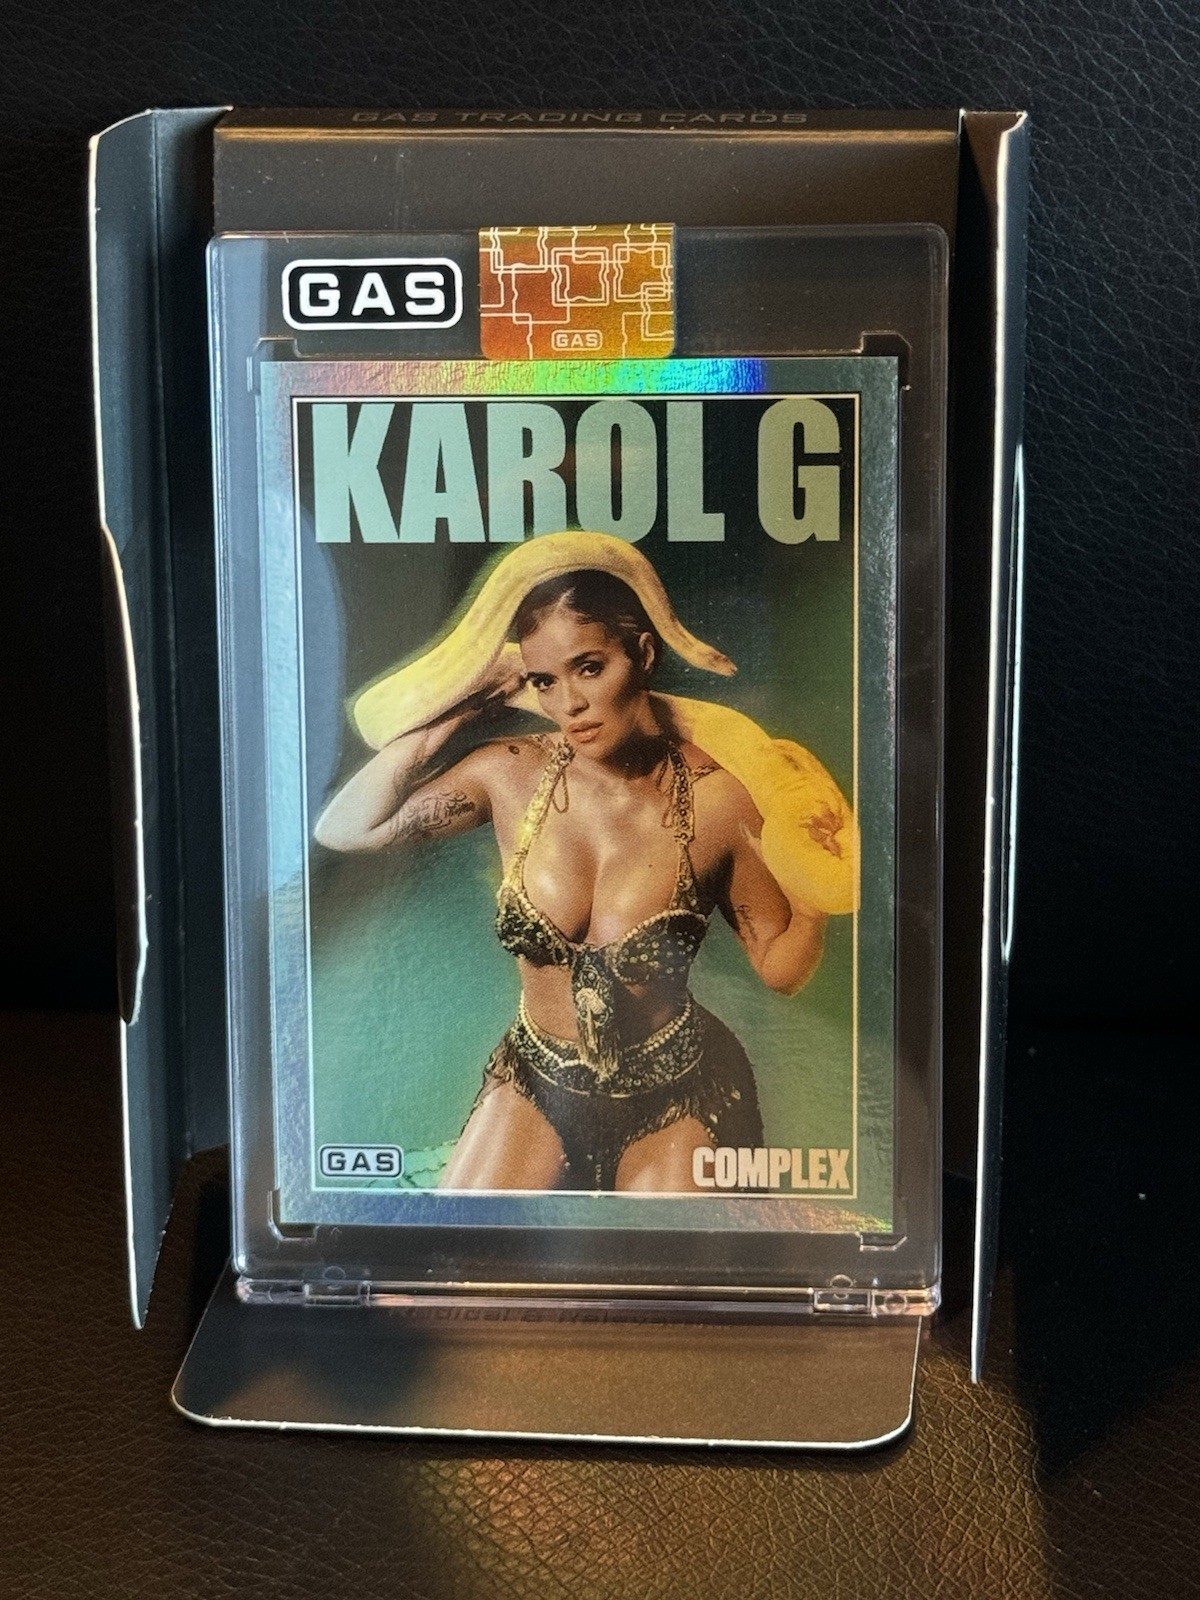 GAS TRADING CARDS
GAS
GAS
KAROL G
GAS
COMPLEX